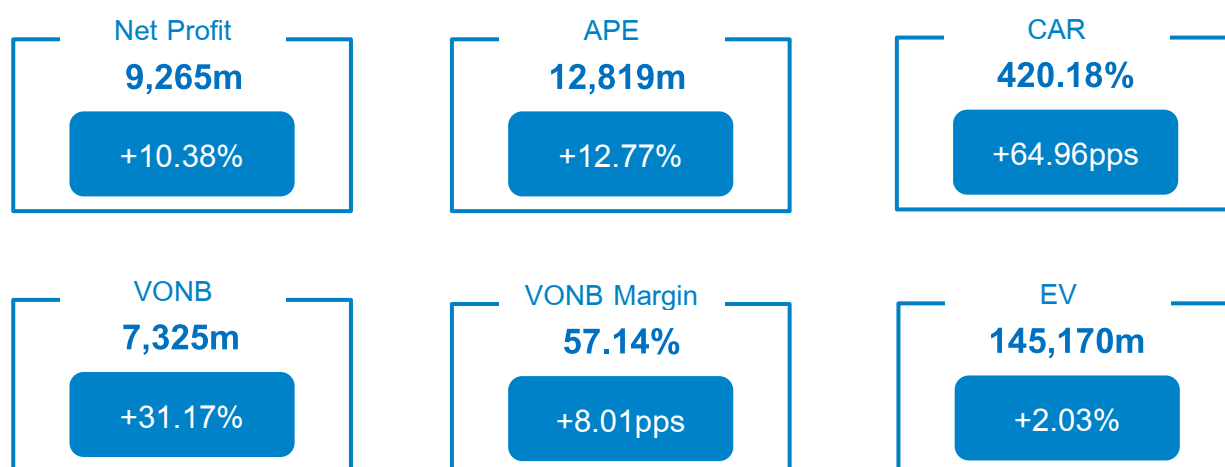 Net Profit
9,265m
+10.38%
APE
12,819m
+12.77%
CAR
420.18%
+64.96pps
VONB
7,325m
+31.17%
VONB Margin
57.14%
+8.01pps
EV
145,170m
+2.03%